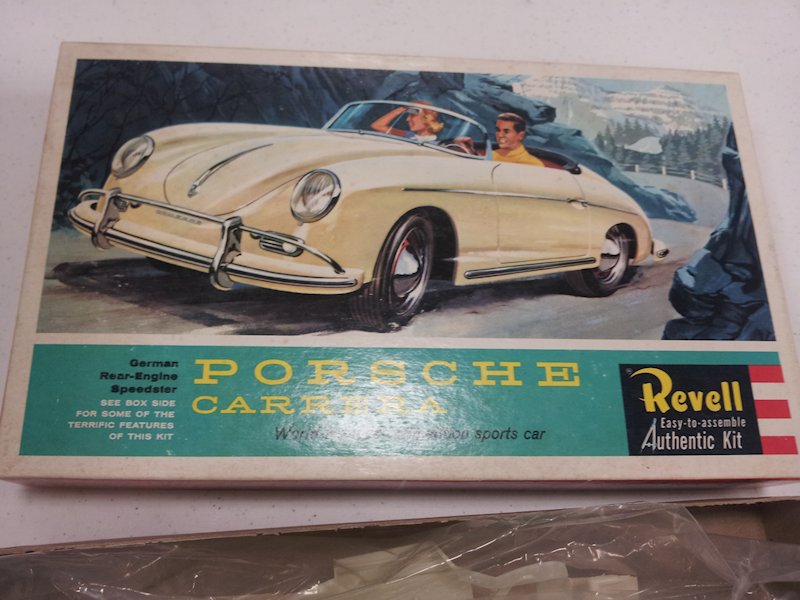 German
Rear-Engine
Speedster
SEE BOX SIDE
FOR SOME OF THE
TERRIFIC FEATURES
OF THIS KIT
PORSCHE
CARRERA
sports car
Revell
Easy-to-assemble
Authentic Kit